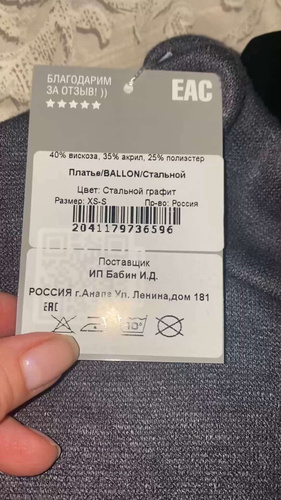 БЛАГОДАРИМ
ЗА ОТЗЫВ! ))
EAC
40% вискоза, 35% акрил, 25% полиэстер
Платье/BALLON/Стальной
Цвет: Стальной графит
Размер: XS-S Пр-во: Россия
2041179736596
Поставщик
ИП Бабин И.Д.
РОССИЯ г.Анапа Ул. Ленина,дом 181
EAC